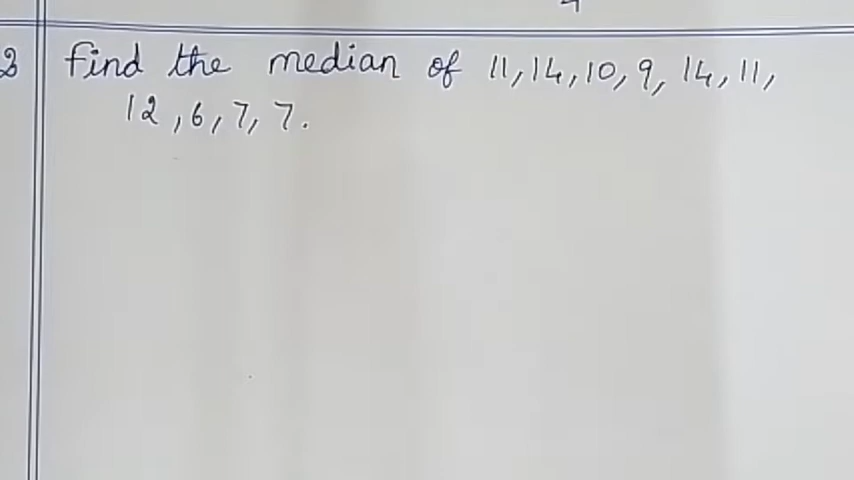 3 find the median of 11, 14, 10, 9, 14, 11,
12, 6, 7, 7.